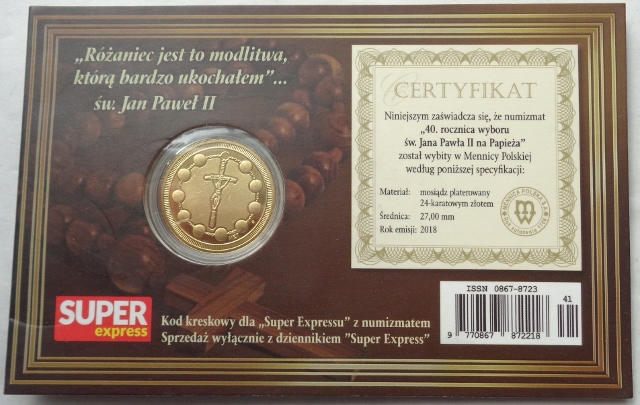 „Różaniec jest to modlitwa,
którą bardzo ukochałem”...
św. Jan Paweł II
CERTYFIKAT
Niniejszym zaświadcza się, że numizmat
„40. rocznica wyboru
św. Jana Pawła II na Papieża”
został wybity w Mennicy Polskiej
według poniższej specyfikacji:
Materiał: mosiądz platerowany
24-karatowym złotem
Średnica: 27,00 mm
Rok emisji: 2018
MENNICA POLSKA S.A.
SUPER
express
Kod kreskowy dla „Super Expressu” z numizmatem
Sprzedaż wyłącznie z dziennikiem "Super Express"
ISSN 0867-8723
41
9 770867 872218